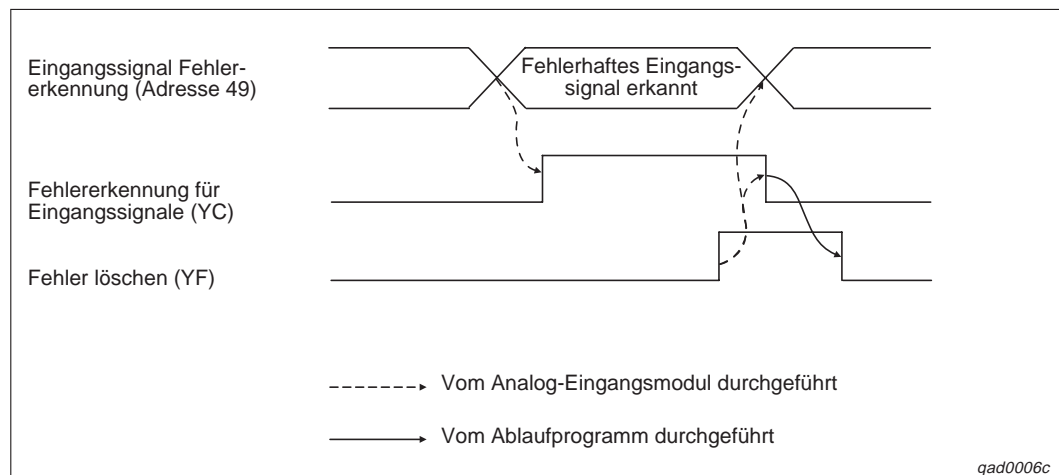 Eingangssignal Fehler-
erkennung (Adresse 49)
Fehlerhaftes Eingangs-
signal erkannt
Fehlererkennung für
Eingangssignale (YC)
Fehler löschen (YF)
Vom Analog-Eingangsmodul durchgeführt
Vom Ablaufprogramm durchgeführt
qad0006c